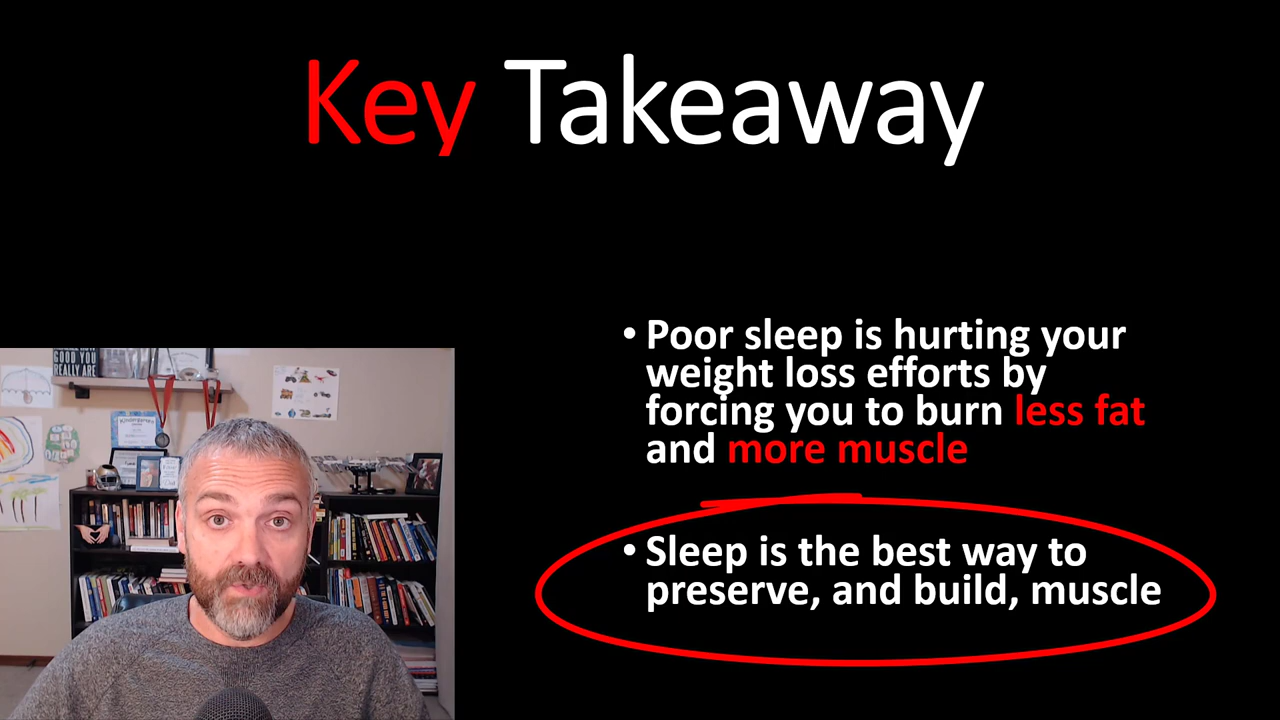 Key Takeaway
• Poor sleep is hurting your
weight loss efforts by
forcing you to burn less fat
and more muscle
• Sleep is the best way to
preserve, and build, muscle
GOOD YOU
REALLY ARE